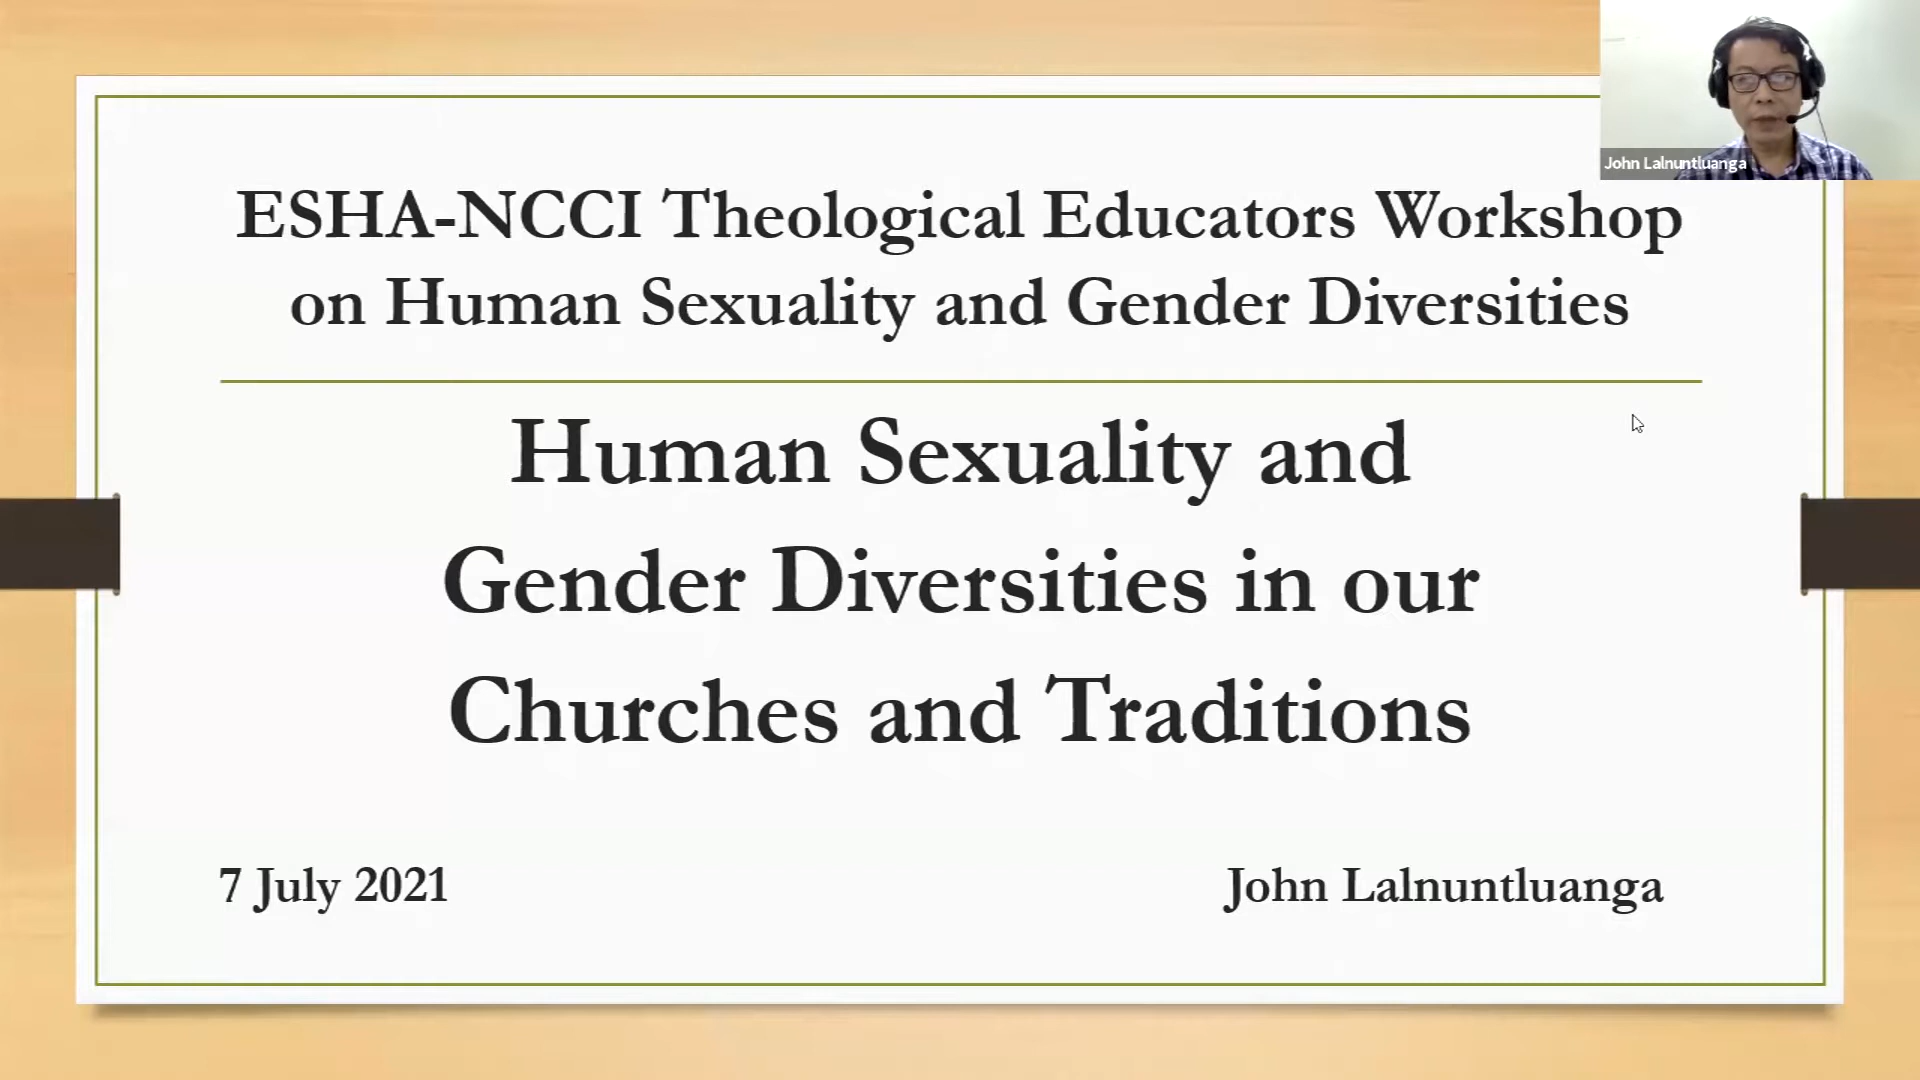 John Lalnuntluanga
ESHA-NCCI Theological Educators Workshop
on Human Sexuality and Gender Diversities
Human Sexuality and
Gender Diversities in our
Churches and Traditions
7 July 2021
John Lalnuntluanga